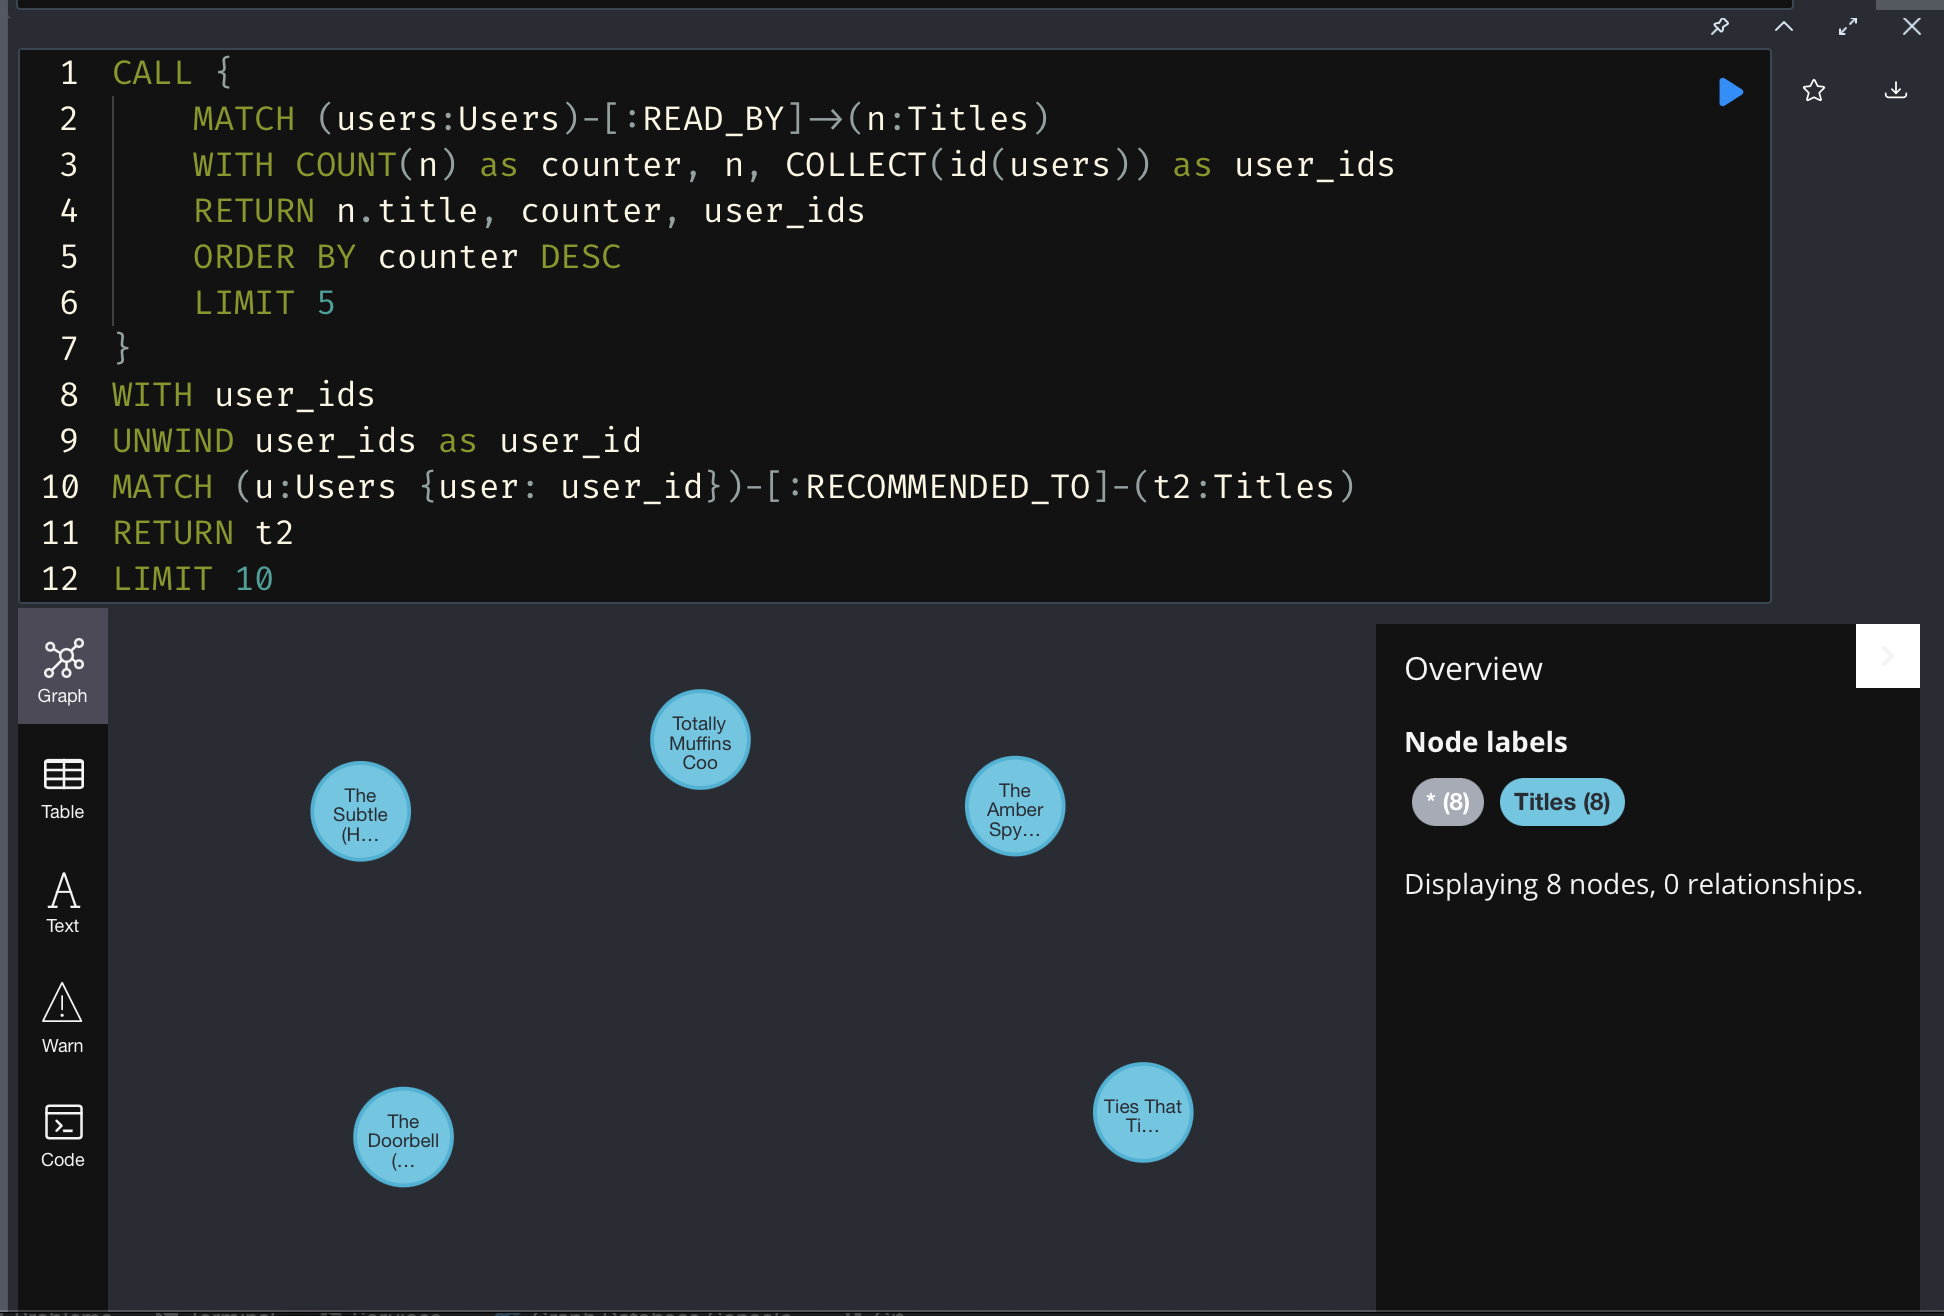 1 CALL {
2 MATCH (users:Users)-[:READ_BY]->(n:Titles)
3 WITH COUNT(n) as counter, n, COLLECT(id(users)) as user_ids
4 RETURN n.title, counter, user_ids
5 ORDER BY counter DESC
6 LIMIT 5
7 }
8 WITH user_ids
9 UNWIND user_ids as user_id
10 MATCH (u:Users {user: user_id})-[:RECOMMENDED_TO]-(t2:Titles)
11 RETURN t2
12 LIMIT 10
Graph
Table
Text
Warn
Code
Totally
Muffins
Coo
The
Subtle
(H...
The
Amber
Spy...
The
Doorbell
(...
Ties That
Ti...
Overview
Node labels
* (8) Titles (8)
Displaying 8 nodes, 0 relationships.